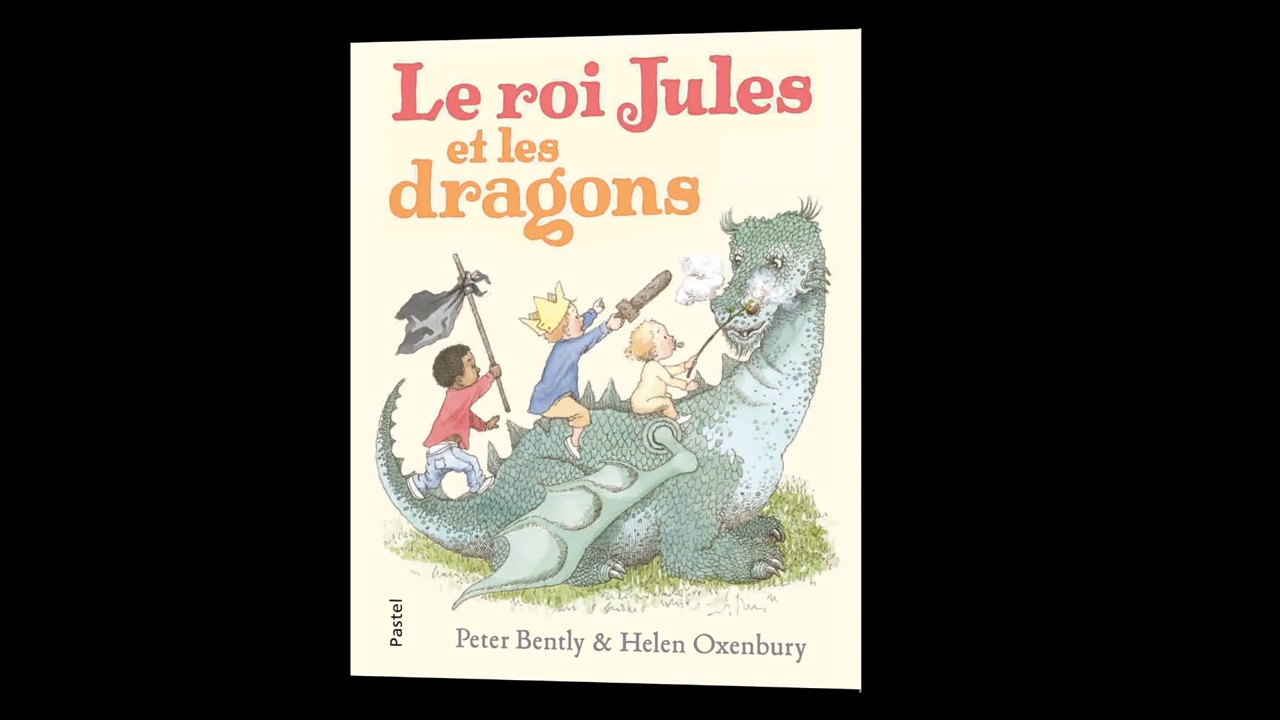 Le roi Jules
et les
dragons
Pastel
Peter Bently & Helen Oxenbury